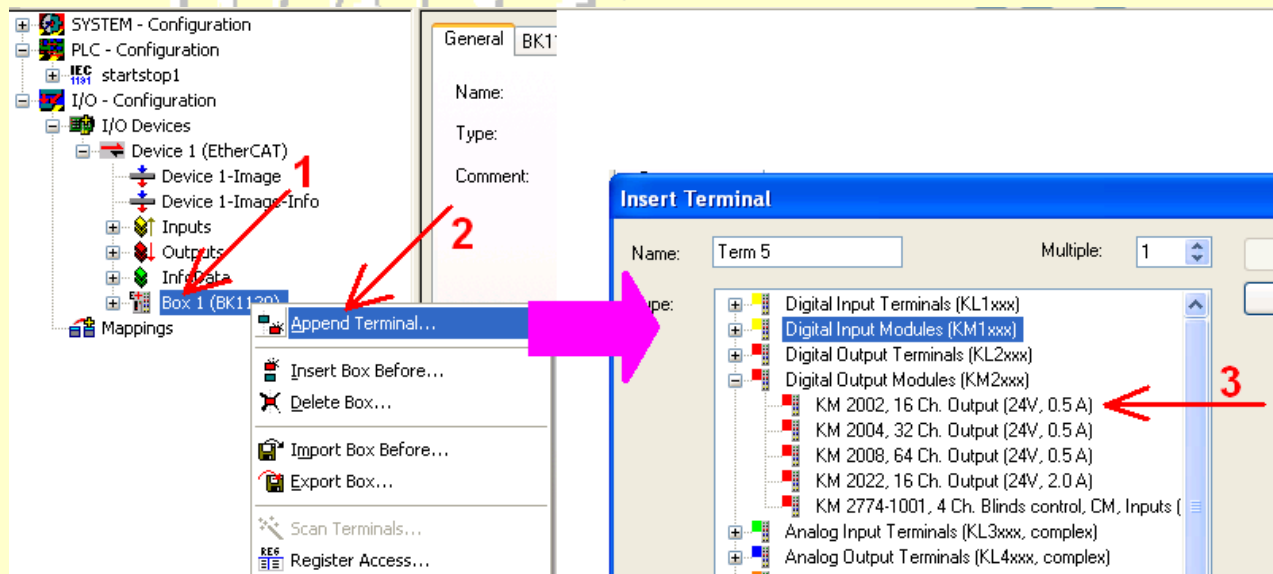 SYSTEM - Configuration
PLC - Configuration
IEC 1131 startstop1
I/O - Configuration
I/O Devices
Device 1 (EtherCAT)
Device 1-Image
Device 1-Image-Info
Inputs
Outputs
InfoData
Box 1
Mappings
1
2
General
Name:
Type:
Comment:
Append Terminal...
Insert Box Before...
Delete Box...
Import Box Before...
Export Box...
Scan Terminals...
REG Register Access...
Insert Terminal
Name: Term 5 Multiple: 1
Digital Input Terminals (KL1xxx)
Digital Input Modules (KM1xxx)
Digital Output Terminals (KL2xxx)
Digital Output Modules (KM2xxx)
KM 2002, 16 Ch. Output (24V, 0.5 A)
3
KM 2004, 32 Ch. Output (24V, 0.5 A)
KM 2008, 64 Ch. Output (24V, 0.5 A)
KM 2022, 16 Ch. Output (24V, 2.0 A)
KM 2774-1001, 4 Ch. Blinds control, CM, Inputs (
Analog Input Terminals (KL3xxx, complex)
Analog Output Terminals (KL4xxx, complex)